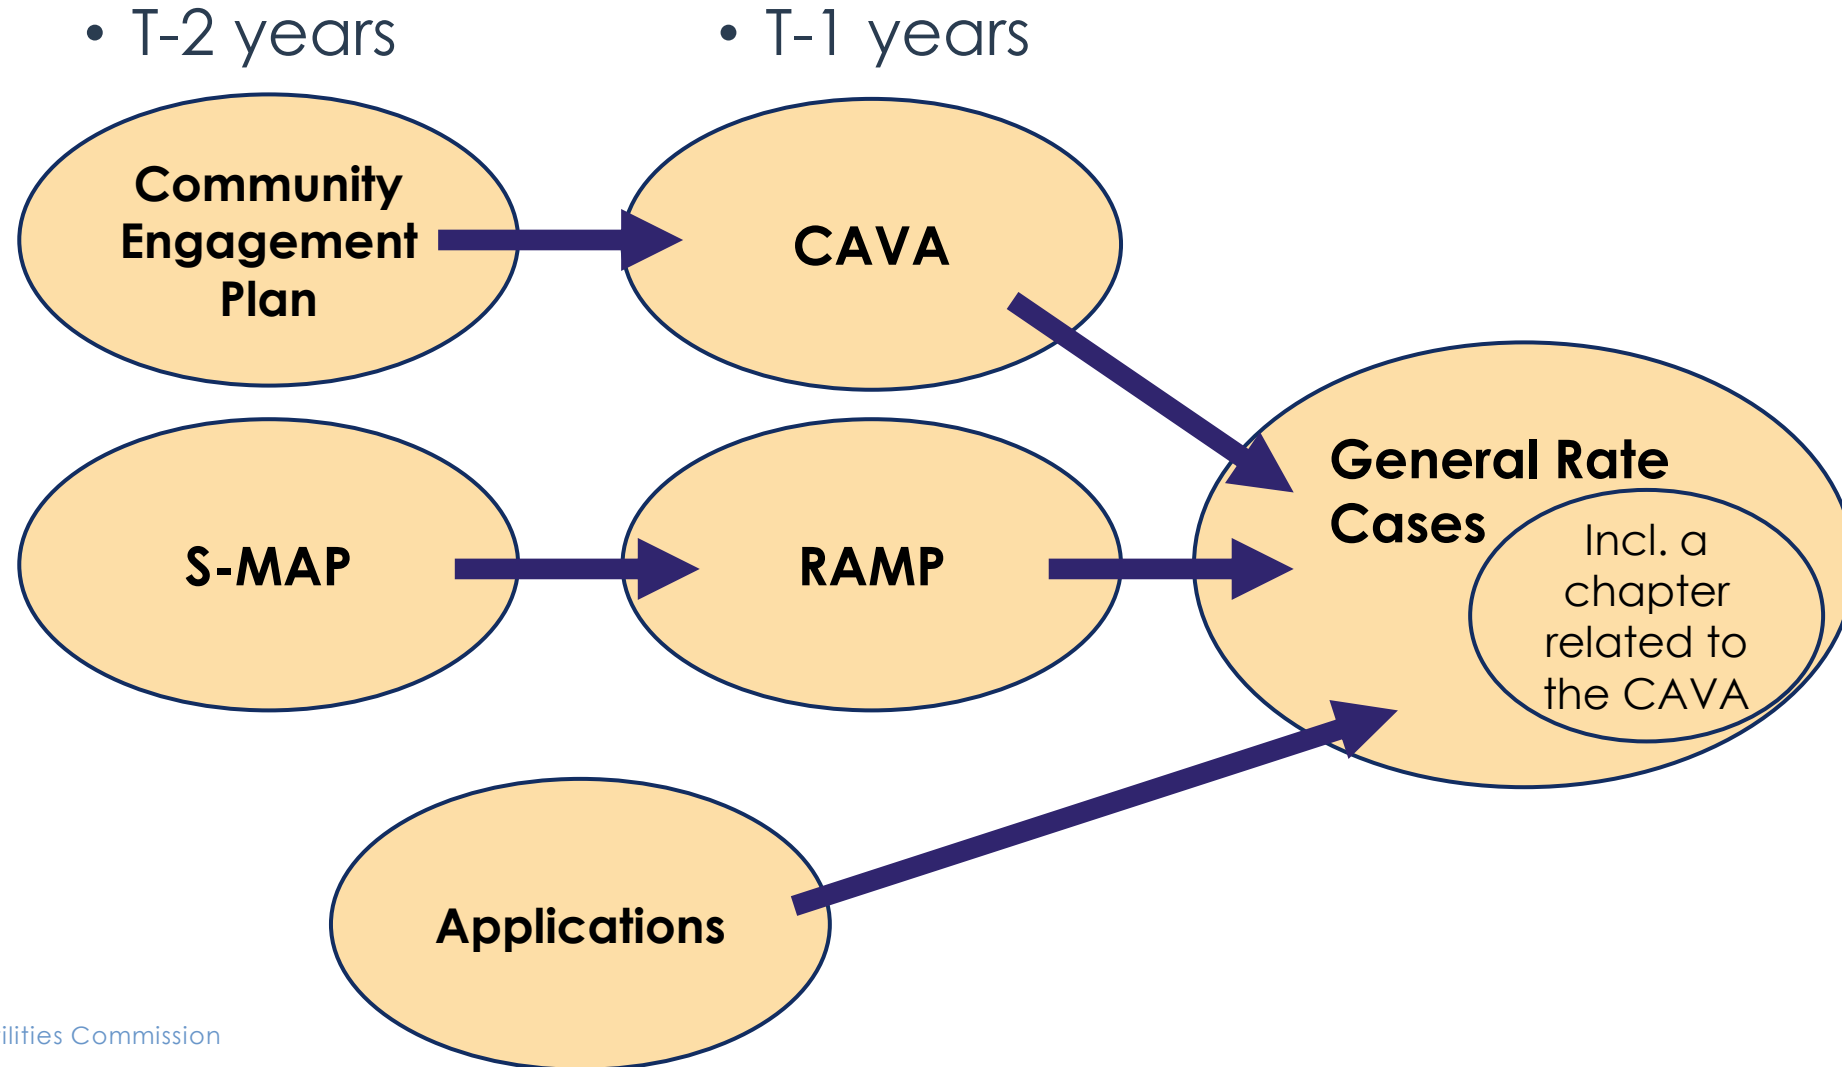 • T-2 years
• T-1 years
Community
Engagement
Plan
CAVA
S-MAP
RAMP
General Rate
Cases
Incl. a
chapter
related to
the CAVA
Applications
ilities Commission